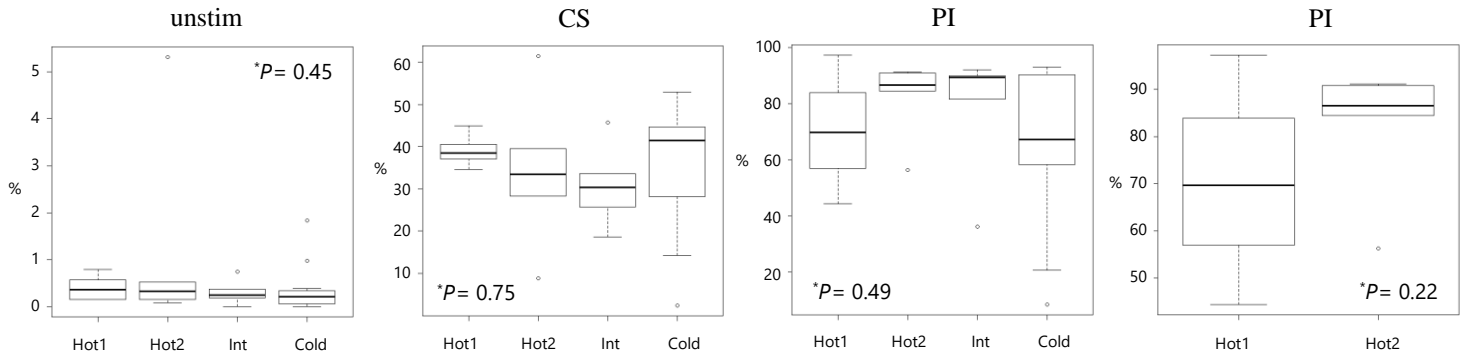 unstim
5
4
3
2
1
0
%
*P= 0.45
Hot1 Hot2 Int Cold
CS
60
50
40
30
20
10
%
*P= 0.75
Hot1 Hot2 Int Cold
PI
100
80
60
40
20
%
*P= 0.49
Hot1 Hot2 Int Cold
PI
90
80
70
60
50
%
*P= 0.22
Hot1 Hot2